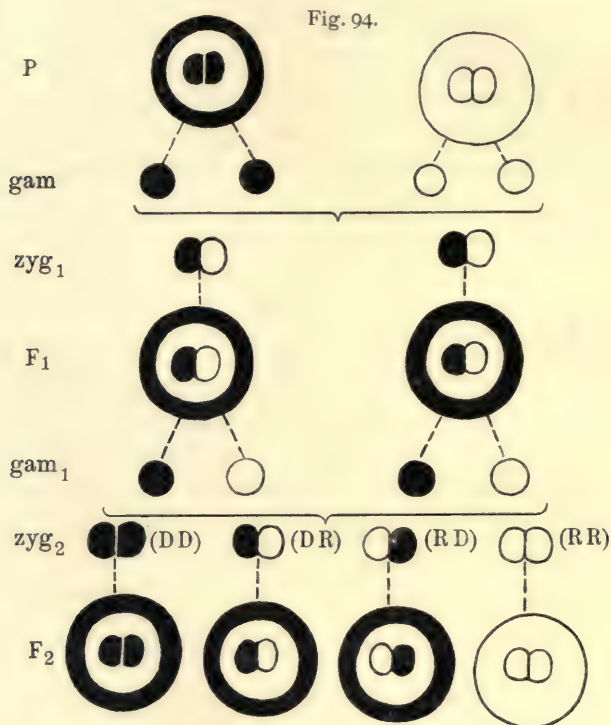 Fig. 94.
P
gam
zyg₁
F₁
gam₁
zyg₂ (DD) (DR) (RD) (RR)
F₂